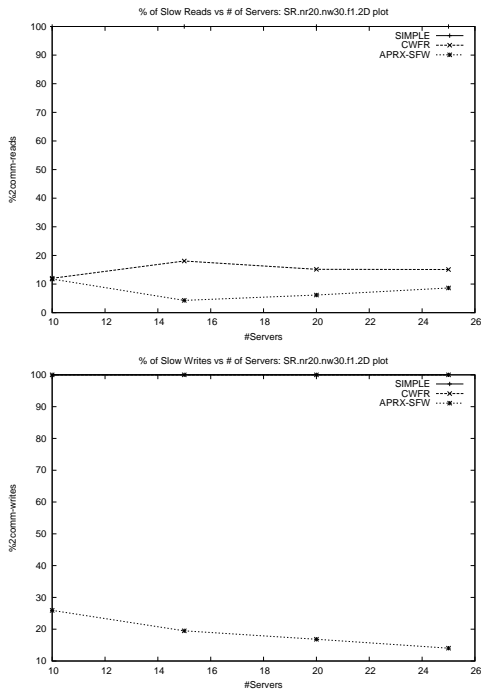 % of Slow Reads vs # of Servers: SR.nr20.nw30.f1.2D plot
SIMPLE
CWFR
APRX-SFW
100
90
80
70
60
50
40
30
20
10
0
%2comm-reads
10 12 14 16 18 20 22 24 26
#Servers
% of Slow Writes vs # of Servers: SR.nr20.nw30.f1.2D plot
SIMPLE
CWFR
APRX-SFW
100
90
80
70
60
50
40
30
20
10
%2comm-writes
10 12 14 16 18 20 22 24 26
#Servers